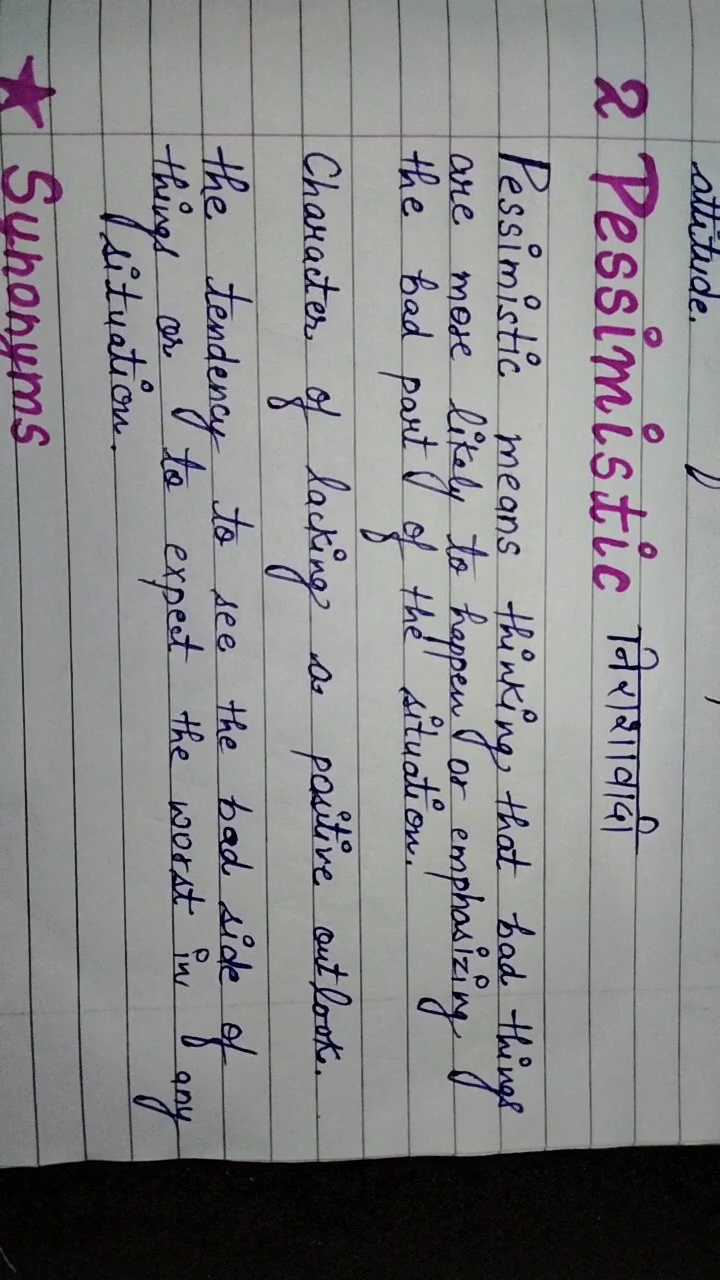 attitude.
2 Pessimistic निराशावादी
Pessimistic means thinking that bad things
are more likely to happen or emphasizing
the bad part of the situation.
Character of lacking a positive outlook.
the tendency to see the bad side of
things or to expect the worst in any
situation.
★ Synonyms